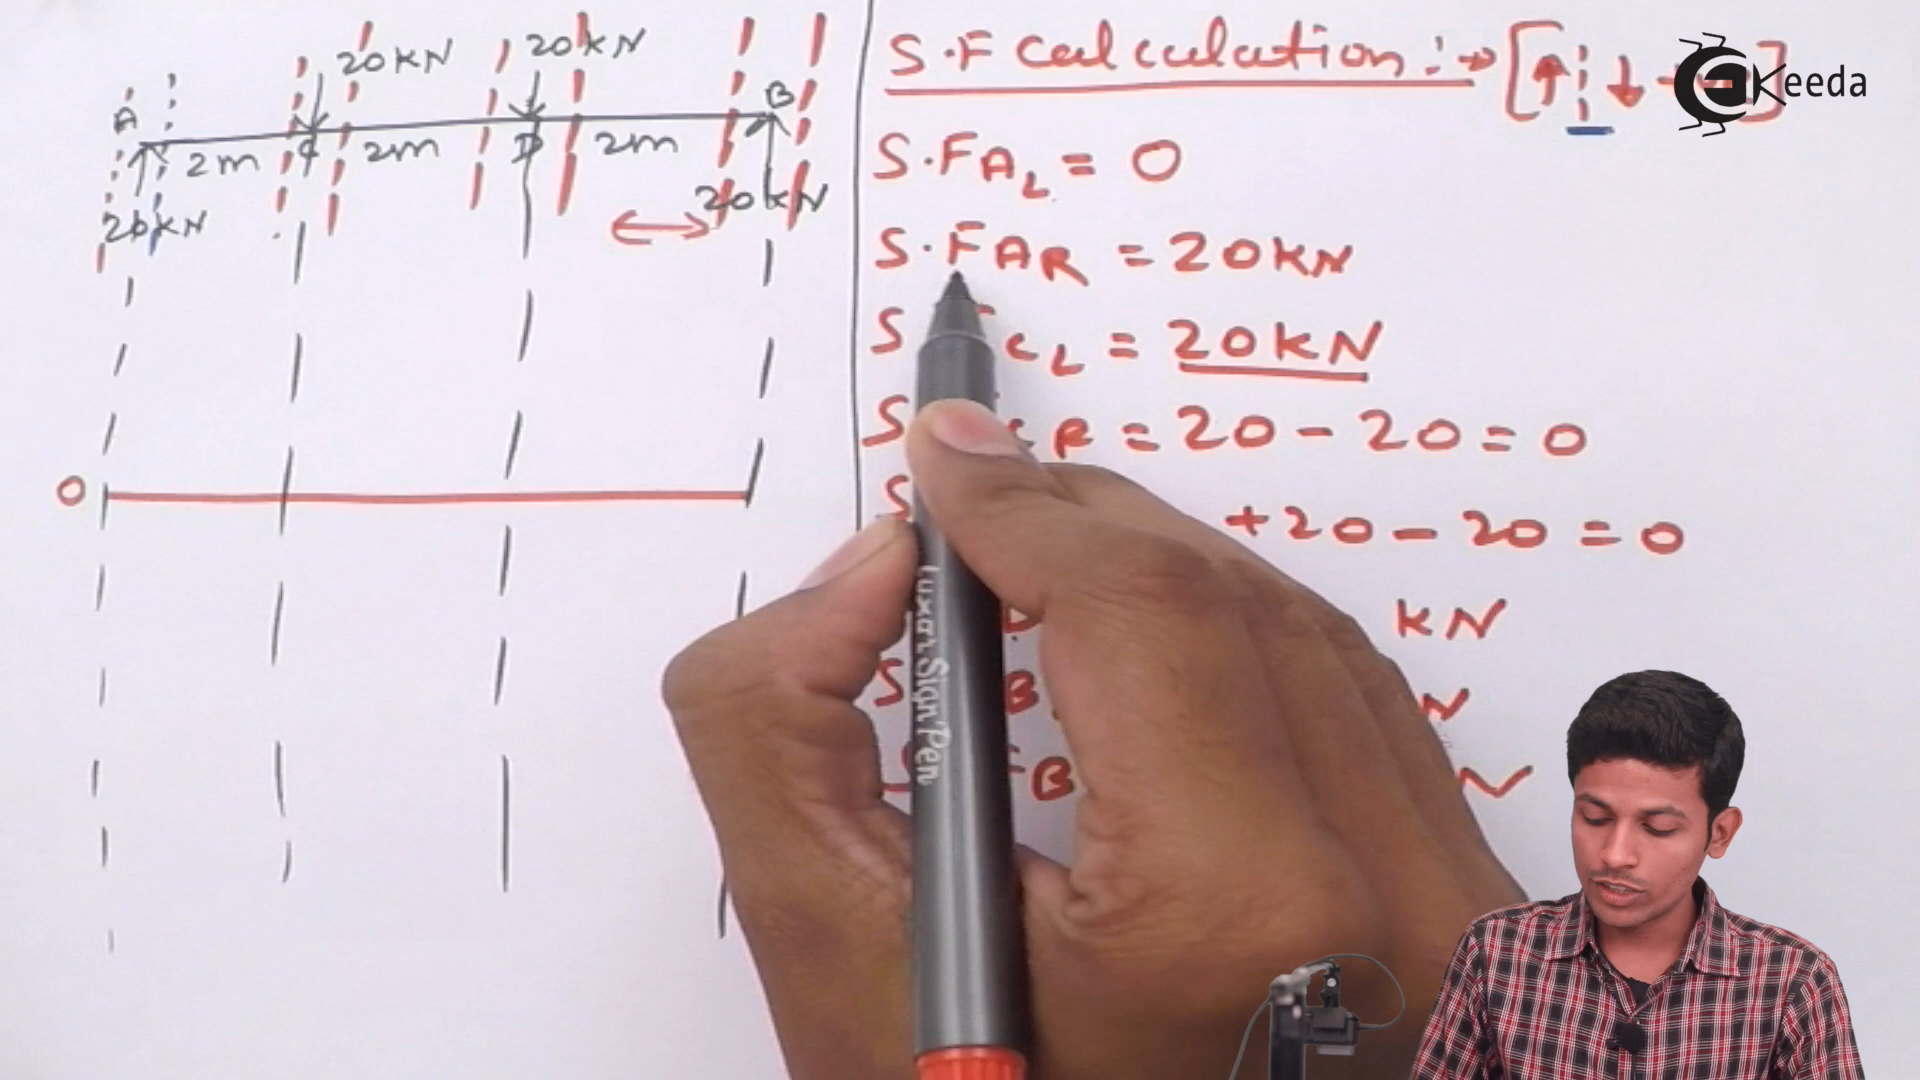 20KN 20KN
A B
2m C 2m D 2m
20KN 20KN
0
S.F calculation :→ [↑ ↓
Keeda
S.FAL = 0
S.FAR = 20KN
S CL = 20KN
S CR = 20 - 20 = 0
S +20 - 20 = 0
KN
S B N
B
Luxor Sign Pen